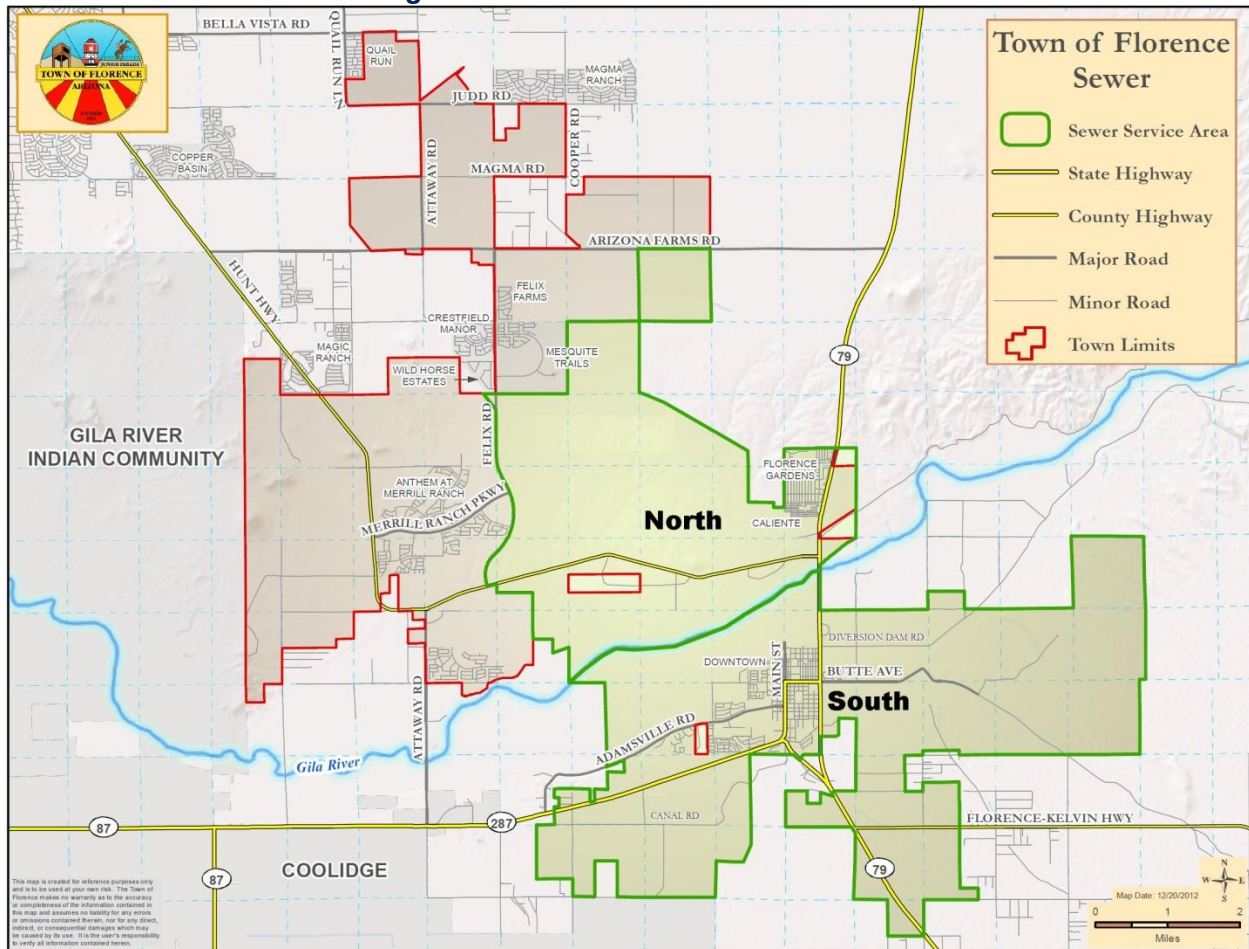 g
BELLA VISTA RD
QUAIL RUN LN
QUAIL
RUN
JUNIOR PARADA
TOWN OF FLORENCE
ARIZONA
Town of Florence
Sewer
Sewer Service Area
State Highway
County Highway
Major Road
Minor Road
Town Limits
MAGMA
RANCH
JUDD RD
COOPER RD
COPPER
BASIN
ATTAWAY RD
MAGMA RD
ARIZONA FARMS RD
HUNT HWY
FELIX
FARMS
CRESTFIELD
MANOR
MAGIC
RANCH
MESQUITE
TRAILS
79
WILD HORSE
ESTATES
FELIX RD
GILA RIVER
INDIAN COMMUNITY
FLORENCE
GARDENS
ANTHEM AT
MERRILL RANCH
MERRILL RANCH PKWY
North
CALIENTE
DIVERSION DAM RD
DOWNTOWN
MAIN ST
BUTTE AVE
South
ATTAWAY RD
ADAMSVILLE RD
Gila River
CANAL RD
87
287
FLORENCE-KELVIN HWY
COOLIDGE
87
79
This map is created for reference purposes only
and is to be used at your own risk. The Town of
Florence makes no warranty as to the accuracy
or completeness of the information contained in
this map and assumes no liability for any errors
or omissions contained therein, nor for any direct,
indirect, or consequential damages which may
be caused by its use. It is the user's responsibility
to verify all information contained herein.
N
W E
S
Map Date: 12/20/2012
0 1 2
Miles